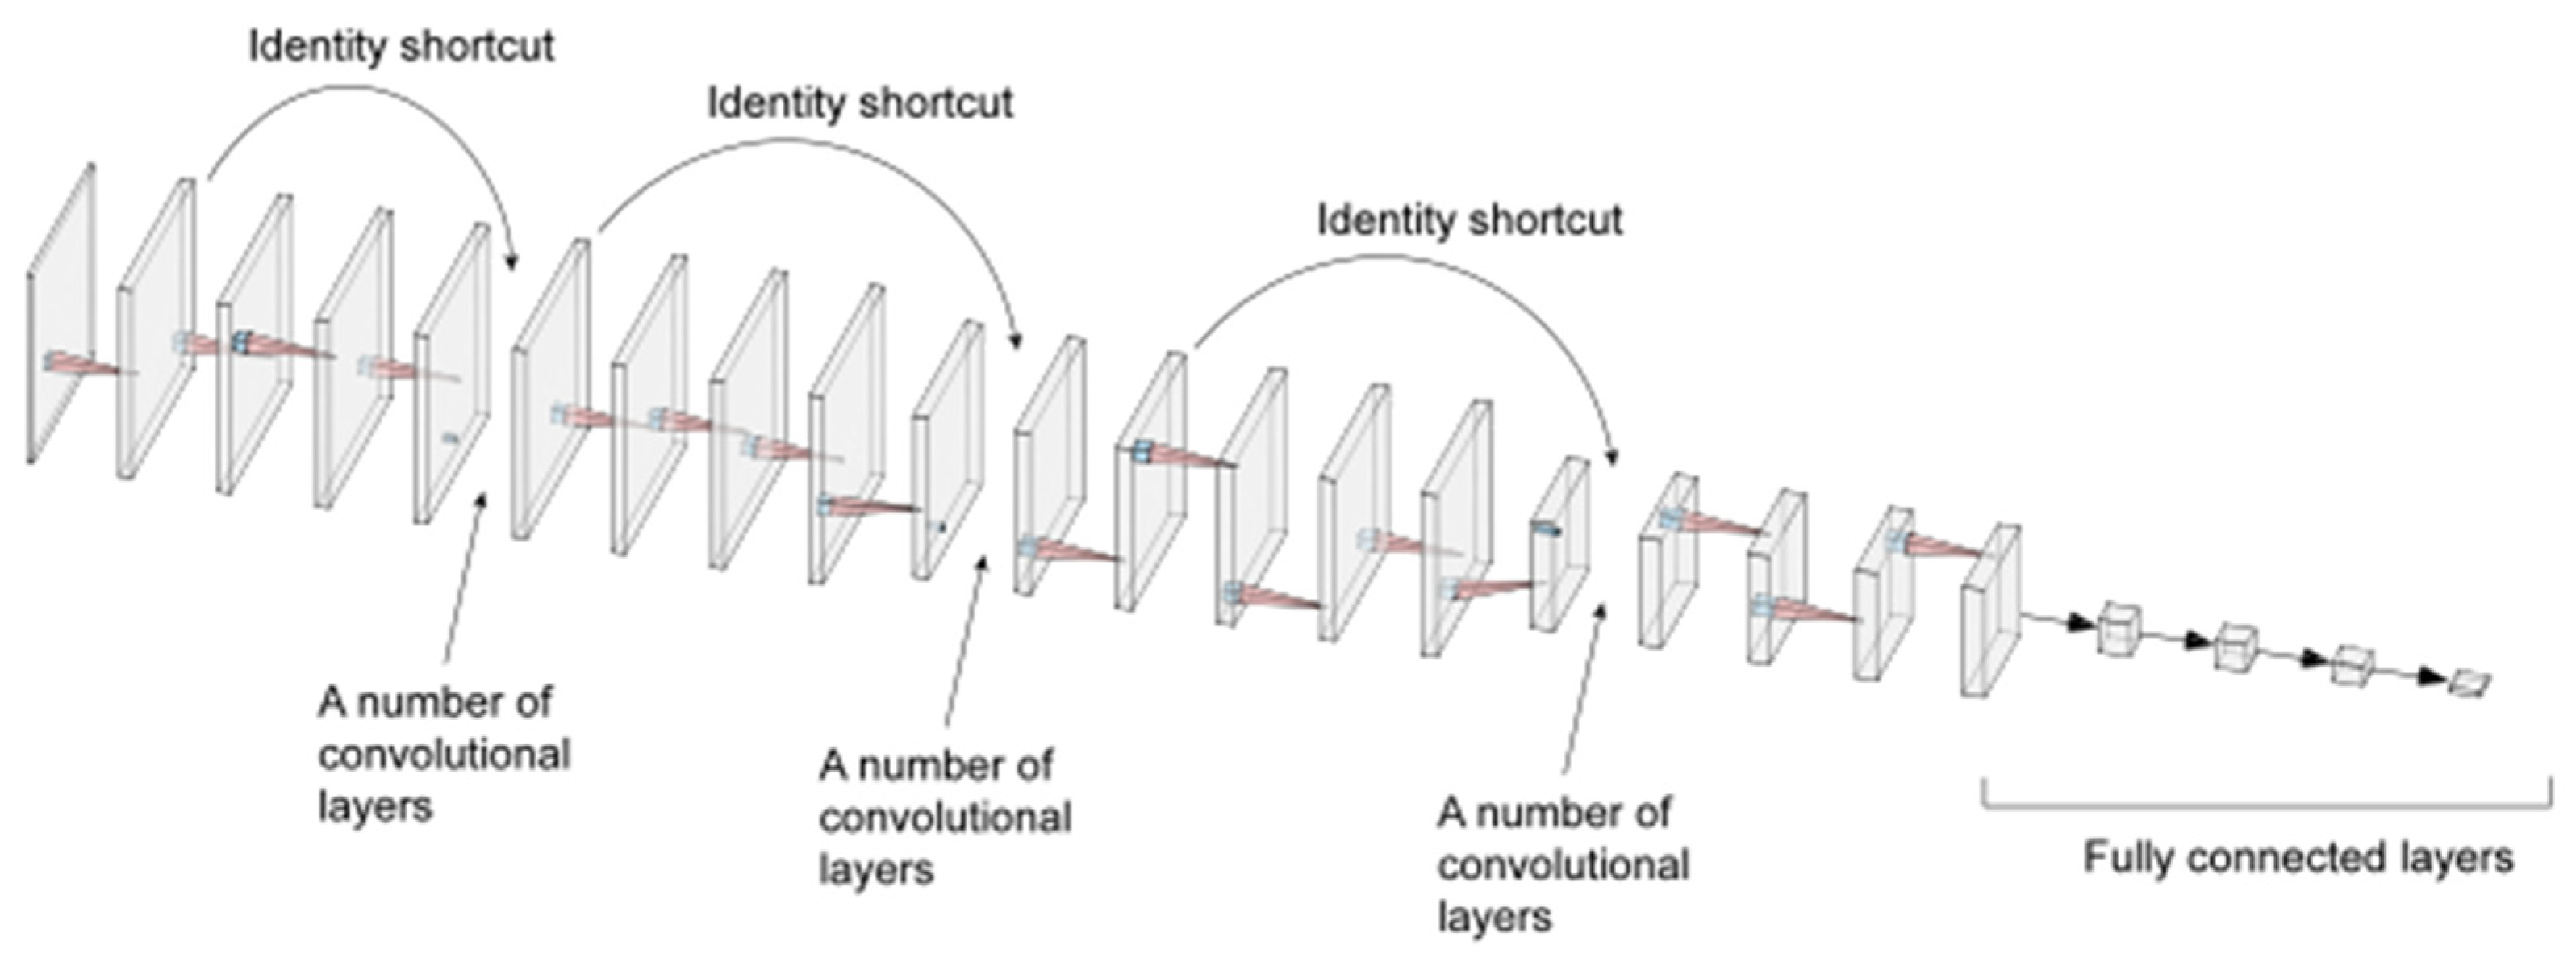 Identity shortcut
Identity shortcut
Identity shortcut
A number of
convolutional
layers
A number of
convolutional
layers
A number of
convolutional
layers
Fully connected layers